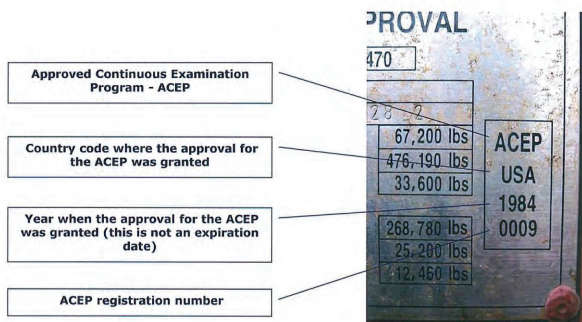 Approved Continuous Examination
Program - ACEP
Country code where the approval for
the ACEP was granted
Year when the approval for the ACEP
was granted (this is not an expiration
date)
ACEP registration number
PROVAL
470
28 2
67,200 lbs
476,190 lbs
33,600 lbs
268,780 lbs
25,200 lbs
12,460 lbs
ACEP
USA
1984
0009